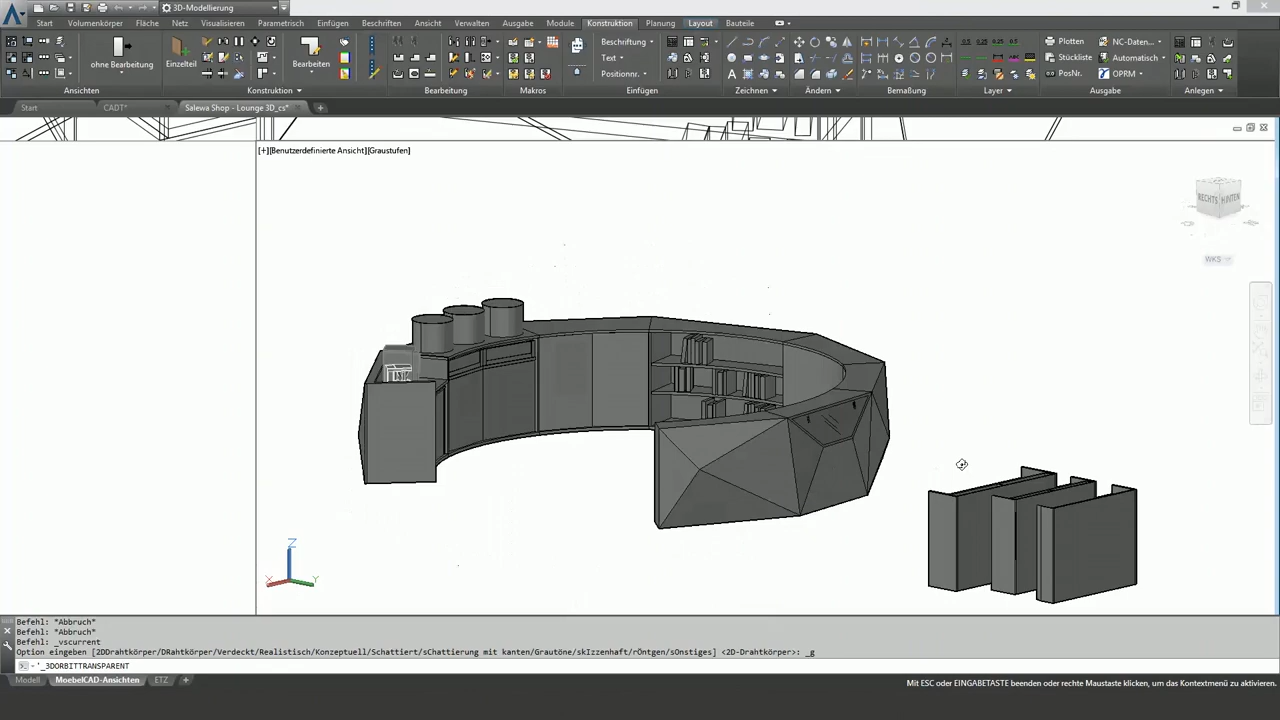 3D-Modellierung
Start Volumenkörper Fläche Netz Visualisieren Parametrisch Einfügen Beschriften Ansicht Verwalten Ausgabe Module Konstruktion Planung Layout Bauteile
ohne Bearbeitung Einzelteil Bearbeiten Beschriftung Text Positionnr. Plotten Stückliste PosNr. NC-Daten... Automatisch OPRM
Ansichten Konstruktion Bearbeitung Makros Einfügen Zeichnen Ändern Bemaßung Layer Ausgabe Anlegen
Start CADT* Salewa Shop - Lounge 3D_cs*
[+][Benutzerdefinierte Ansicht][Graustufen]
RECHTS HINTEN
WKS
Z
X Y
Befehl: *Abbruch*
Befehl: *Abbruch*
Befehl: _vscurrent
Option eingeben [2DDrahtkörper/DRahtkörper/Verdeckt/Realistisch/Konzeptuell/Schattiert/sChattierung mit kanten/Grautöne/skIzzenhaft/rÖntgen/sOnstiges] <2D-Drahtkörper>: _g
'_3DORBITTRANSPARENT
Modell MoebelCAD-Ansichten ETZ
Mit ESC oder EINGABETASTE beenden oder rechte Maustaste klicken, um das Kontextmenü zu aktivieren.